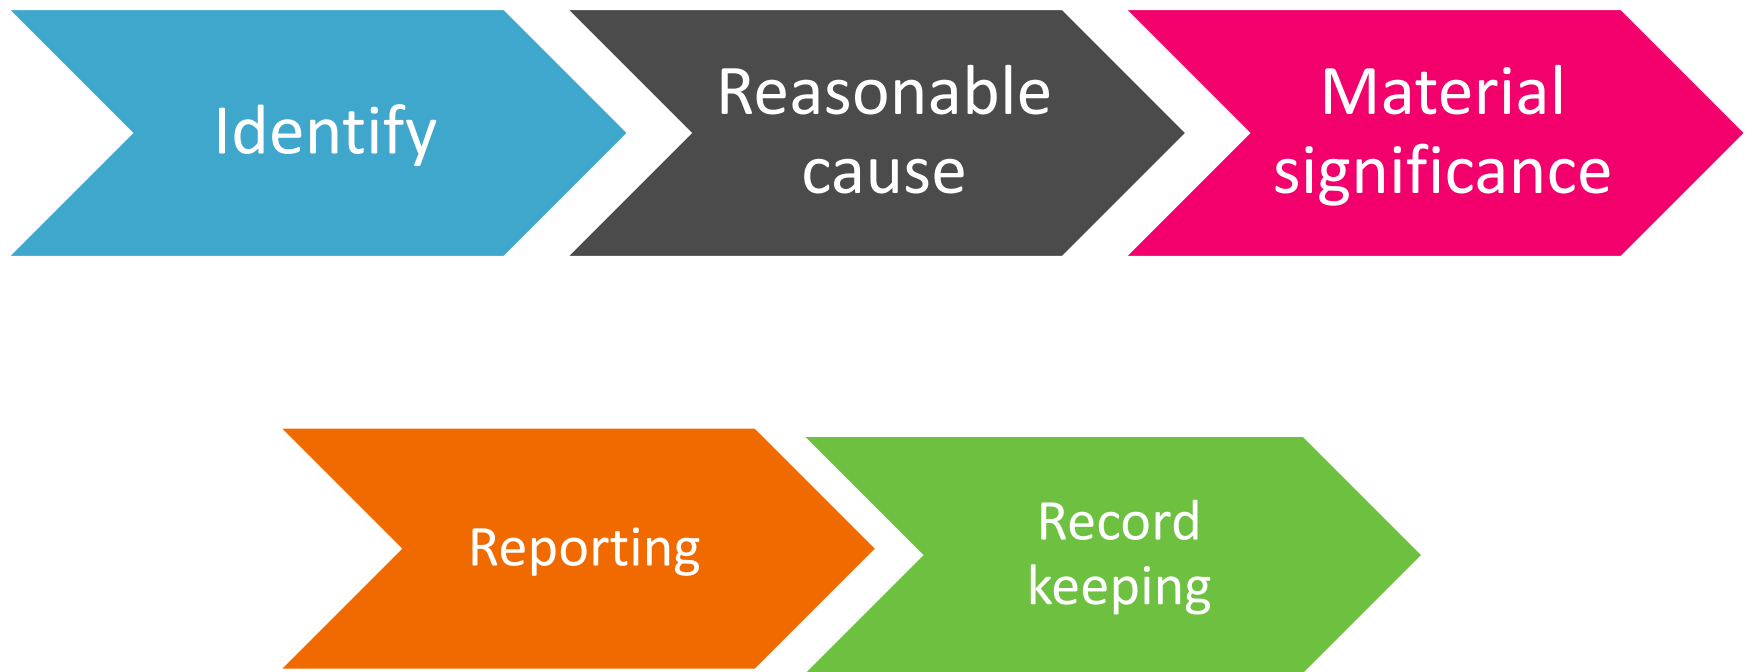 Identify
Reasonable
cause
Material
significance
Reporting
Record
keeping